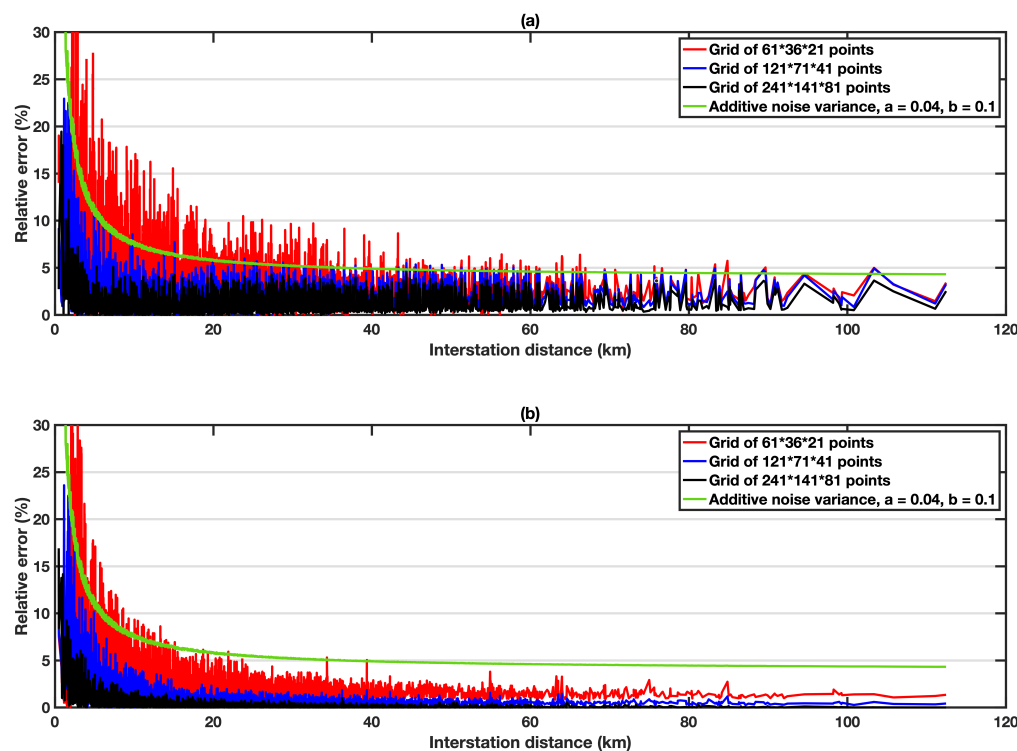 (a)
30
25
20
15
10
5
0
Relative error (%)
Grid of 61*36*21 points
Grid of 121*71*41 points
Grid of 241*141*81 points
Additive noise variance, a = 0.04, b = 0.1
0 20 40 60 80 100 120
Interstation distance (km)
(b)
30
25
20
15
10
5
0
Relative error (%)
Grid of 61*36*21 points
Grid of 121*71*41 points
Grid of 241*141*81 points
Additive noise variance, a = 0.04, b = 0.1
0 20 40 60 80 100 120
Interstation distance (km)